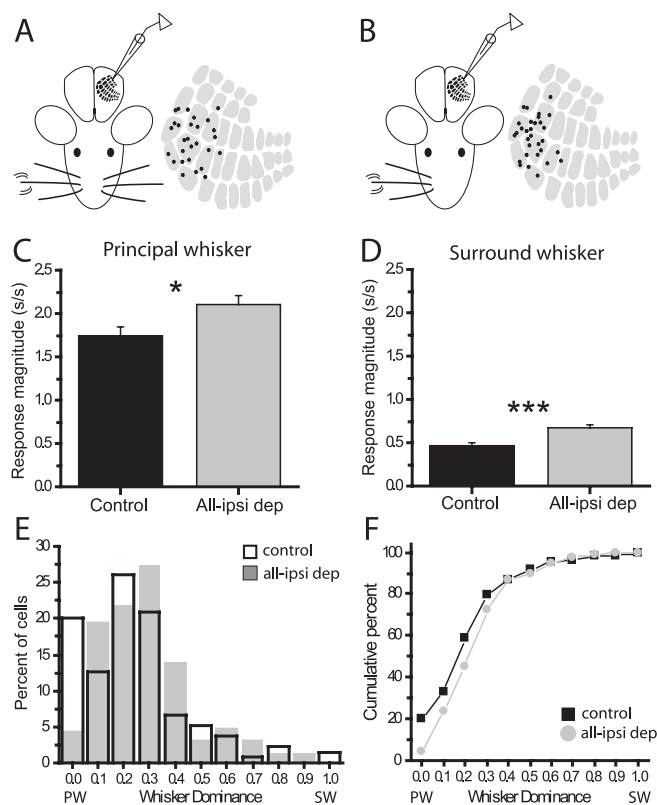 A
B
C
Principal whisker
Response magnitude (s/s)
2.5
2.0
1.5
1.0
0.5
0.0
*
Control
All-ipsi dep
D
Surround whisker
Response magnitude (s/s)
2.5
2.0
1.5
1.0
0.5
0.0
***
Control
All-ipsi dep
E
Percent of cells
30
25
20
15
10
5
0
control
all-ipsi dep
0.0 0.1 0.2 0.3 0.4 0.5 0.6 0.7 0.8 0.9 1.0
PW Whisker Dominance SW
F
Cumulative percent
100
80
60
40
20
0
control
all-ipsi dep
0.0 0.1 0.2 0.3 0.4 0.5 0.6 0.7 0.8 0.9 1.0
PW Whisker Dominance SW